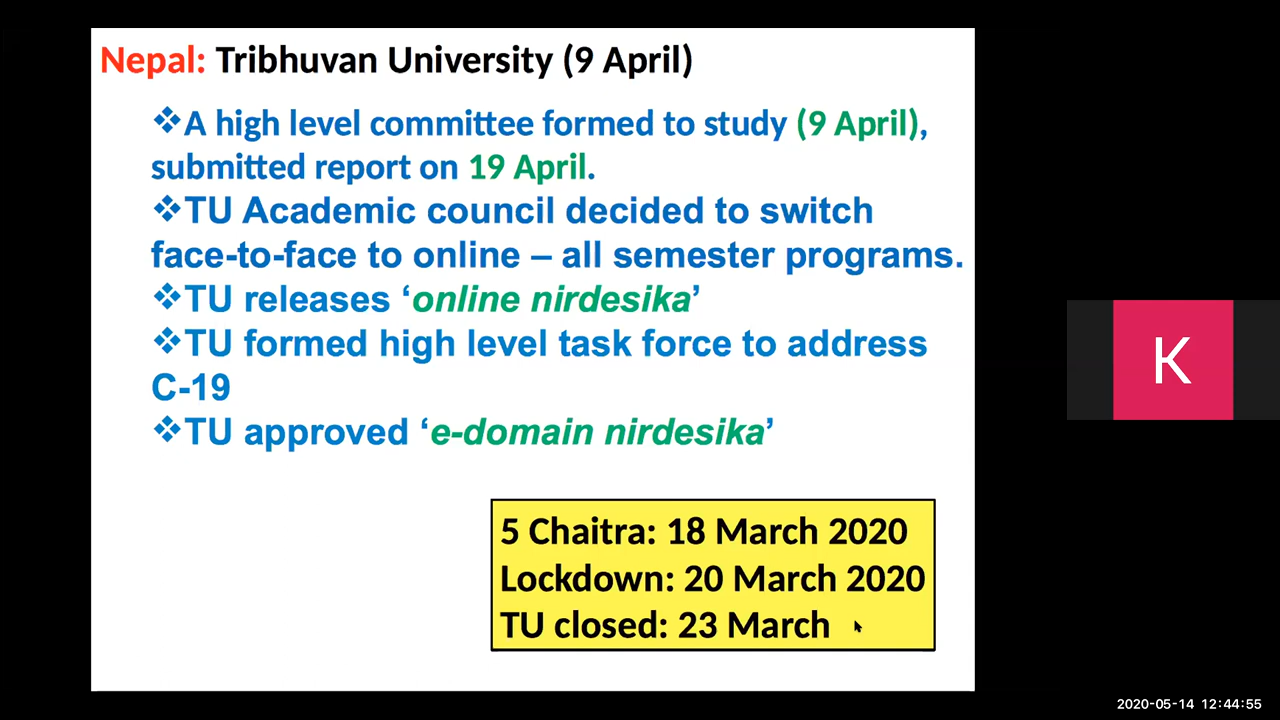 Nepal: Tribhuvan University (9 April)
❖A high level committee formed to study (9 April),
submitted report on 19 April.
❖TU Academic council decided to switch
face-to-face to online – all semester programs.
❖TU releases ‘online nirdesika’
❖TU formed high level task force to address
C-19
❖TU approved ‘e-domain nirdesika’
5 Chaitra: 18 March 2020
Lockdown: 20 March 2020
TU closed: 23 March
K
2020-05-14 12:44:55